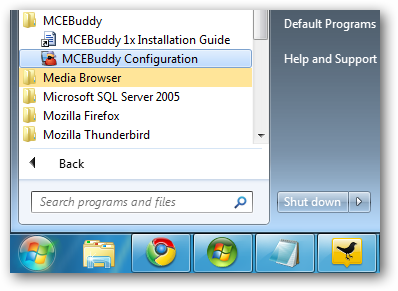 MCEBuddy
MCEBuddy 1x Installation Guide
MCEBuddy Configuration
Media Browser
Microsoft SQL Server 2005
Mozilla Firefox
Mozilla Thunderbird
Back
Search programs and files
Default Programs
Help and Support
Shut down